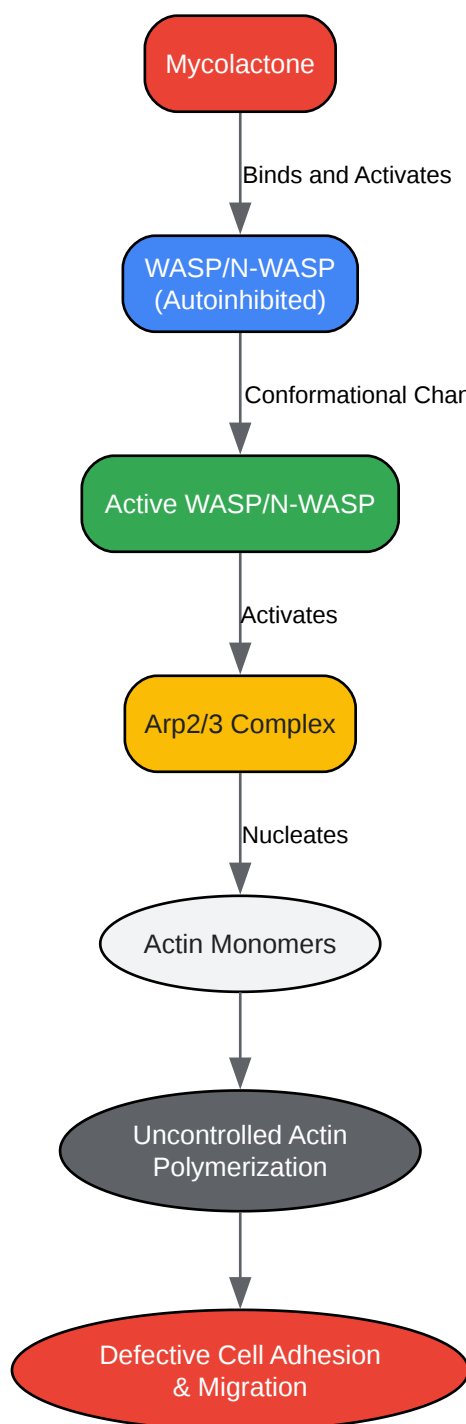 Mycolactone
Binds and Activates
WASP/N-WASP
(Autoinhibited)
Conformational Chan
Active WASP/N-WASP
Activates
Arp2/3 Complex
Nucleates
Actin Monomers
Uncontrolled Actin
Polymerization
Defective Cell Adhesion
& Migration